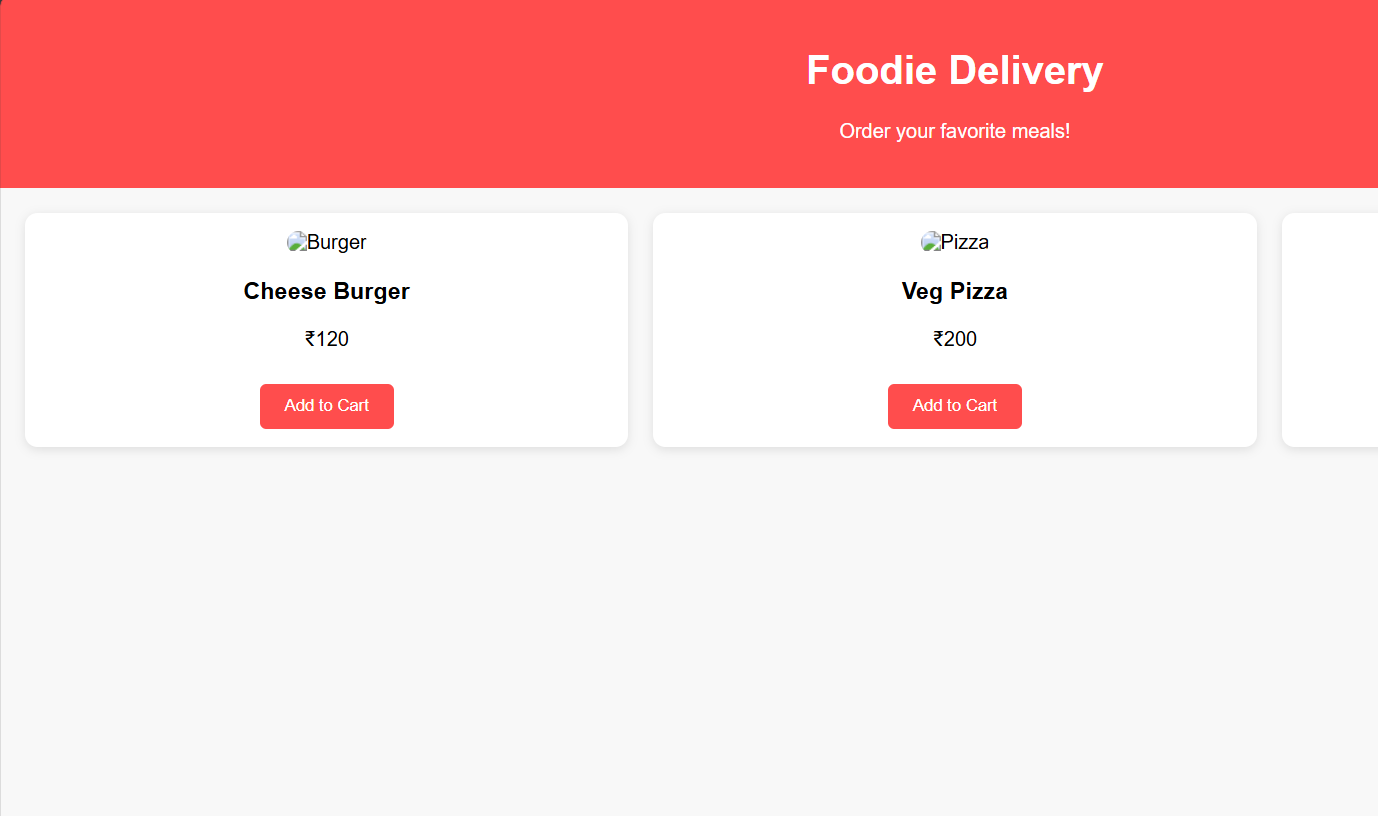 Foodie Delivery
Order your favorite meals!
Burger
Cheese Burger
₹120
Add to Cart
Pizza
Veg Pizza
₹200
Add to Cart